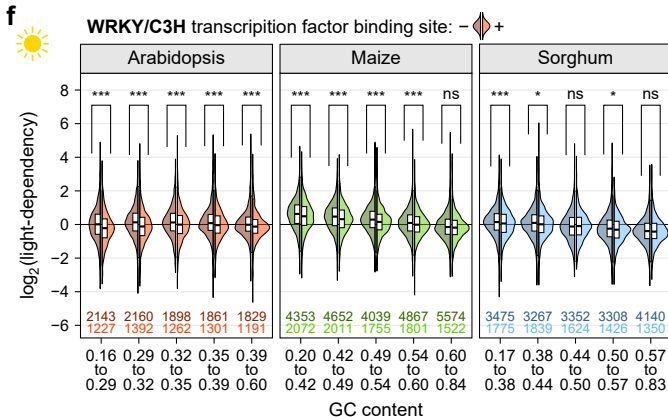 f
WRKY/C3H transcripition factor binding site: − +
Arabidopsis Maize Sorghum
log2(light-dependency)
8
6
4
2
0
−2
−4
−6
*** *** *** *** *** *** *** *** *** ns *** * ns * ns
2143 2160 1898 1861 1829 4353 4652 4039 4867 5574 3475 3267 3352 3308 4140
1227 1392 1262 1301 1191 2072 2011 1755 1801 1522 1775 1839 1624 1426 1350
0.16 0.29 0.32 0.35 0.39 0.20 0.42 0.49 0.54 0.60 0.17 0.38 0.44 0.50 0.57
to to to to to to to to to to to to to to to
0.29 0.32 0.35 0.39 0.60 0.42 0.49 0.54 0.60 0.84 0.38 0.44 0.50 0.57 0.83
GC content